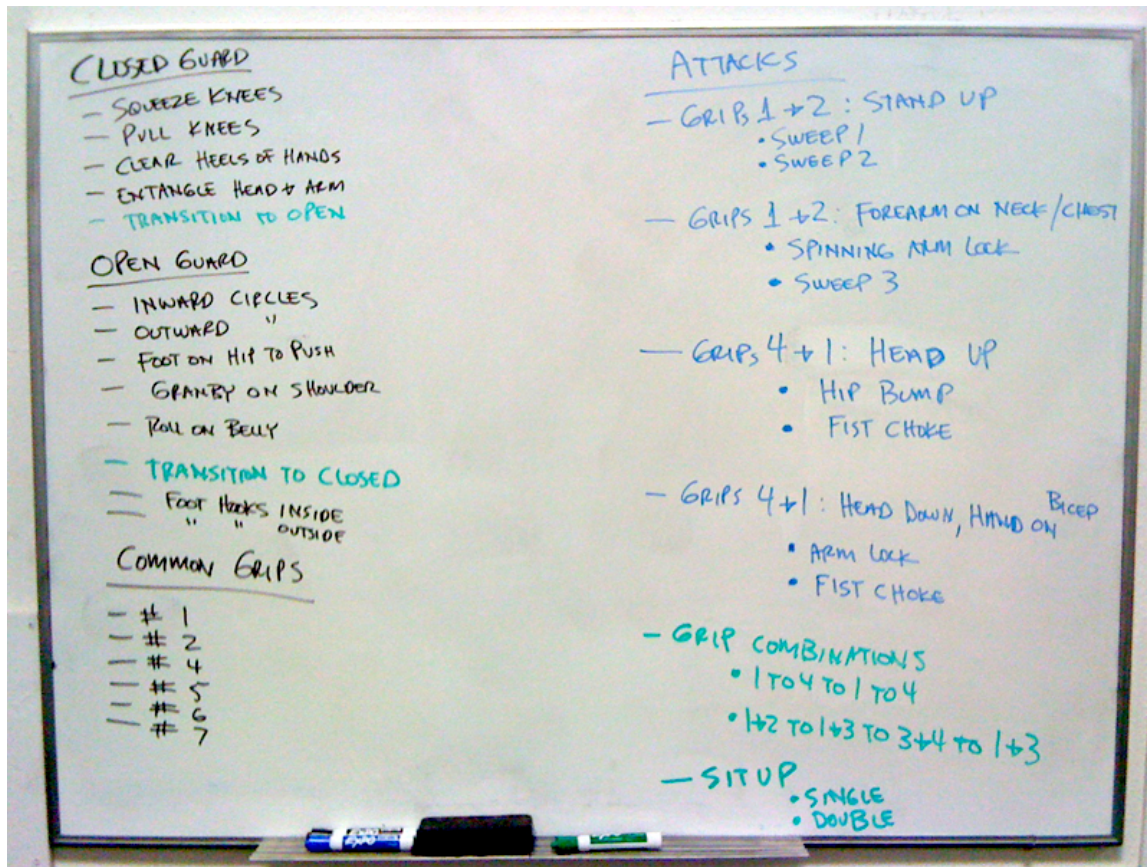 CLOSED GUARD
- SQUEEZE KNEES
- PULL KNEES
- CLEAR HEELS OF HANDS
- ENTANGLE HEAD & ARM
- TRANSITION TO OPEN
OPEN GUARD
- INWARD CIRCLES
- OUTWARD "
- FOOT ON HIP TO PUSH
- GRANBY ON SHOULDER
- ROLL ON BELLY
- TRANSITION TO CLOSED
- FOOT HOOKS INSIDE
- " " OUTSIDE
COMMON GRIPS
- # 1
- # 2
- # 4
- # 5
- # 6
- # 7
ATTACKS
- GRIPS 1 & 2: STAND UP
• SWEEP 1
• SWEEP 2
- GRIPS 1 & 2: FOREARM ON NECK/CHEST
• SPINNING ARM LOCK
• SWEEP 3
- GRIPS 4 & 1: HEAD UP
• HIP BUMP
• FIST CHOKE
- GRIPS 4 & 1: HEAD DOWN, HAND ON BICEP
• ARM LOCK
• FIST CHOKE
- GRIP COMBINATIONS
• 1 TO 4 TO 1 TO 4
• 1&2 TO 1&3 TO 3&4 TO 1&3
- SIT UP
• SINGLE
• DOUBLE